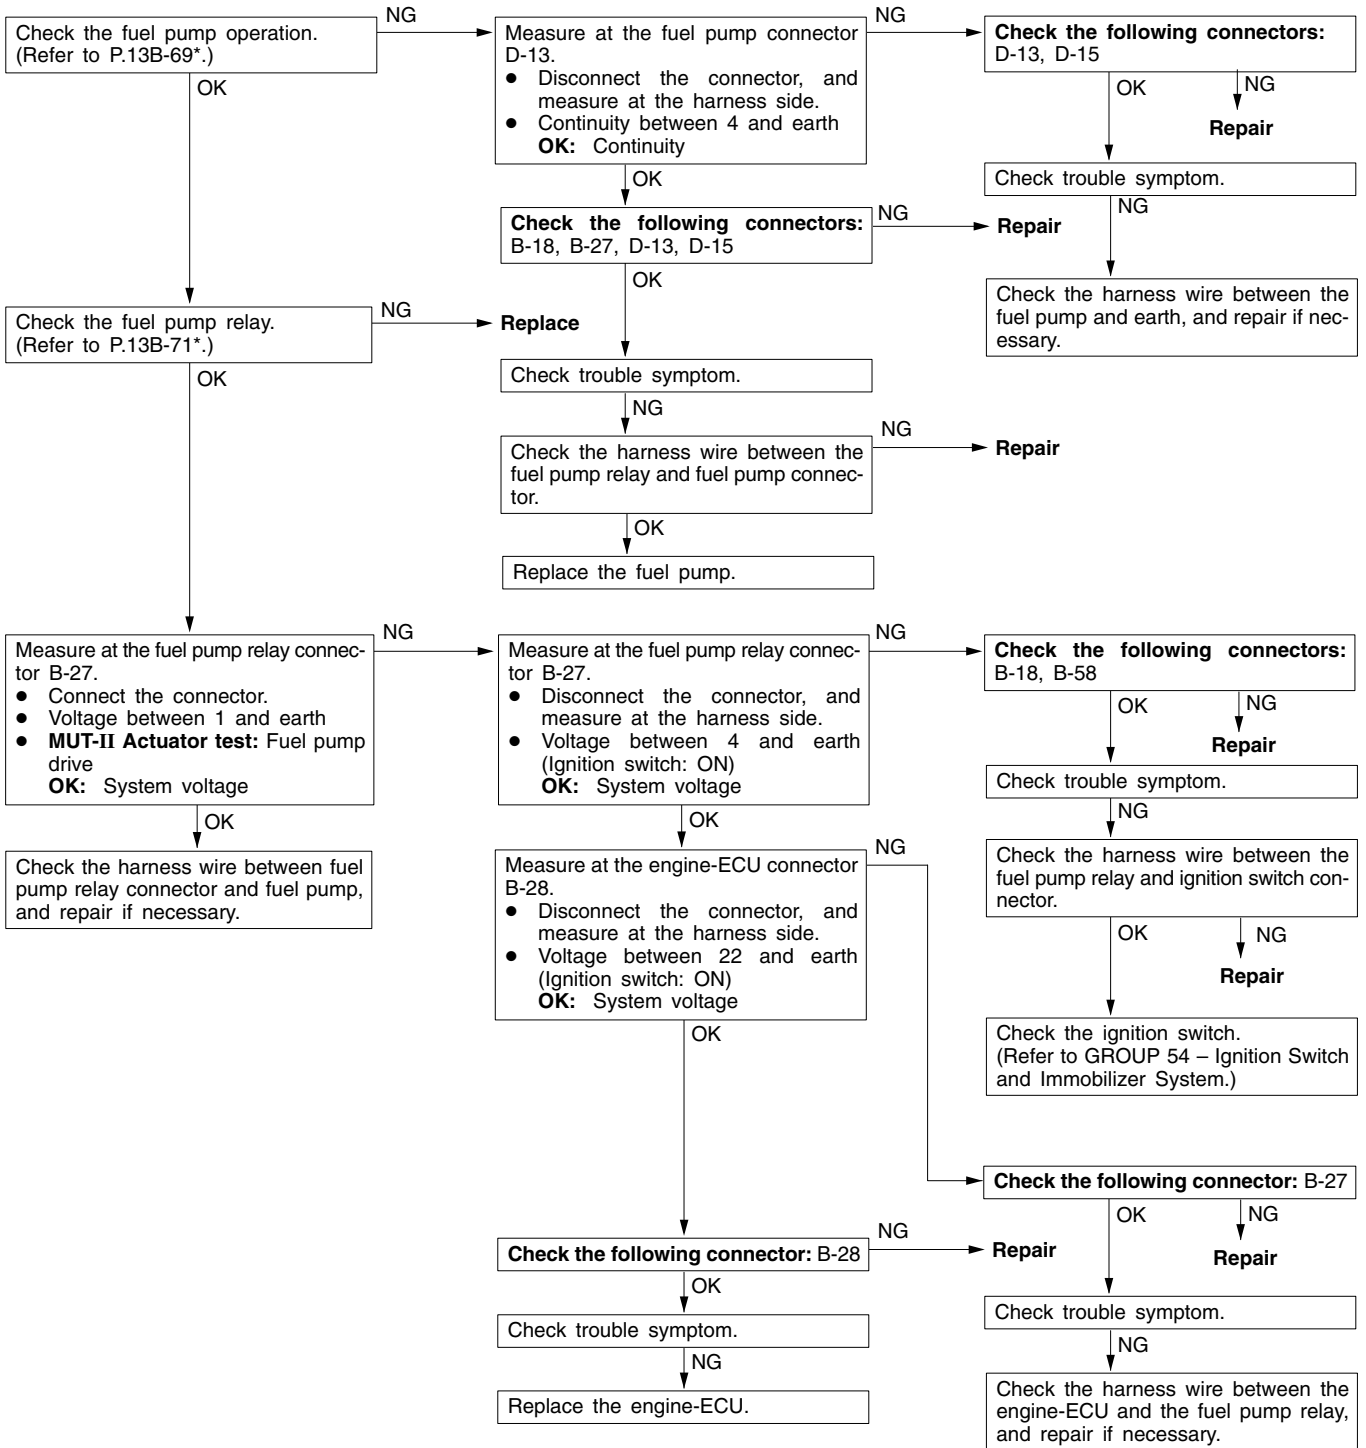 Check the fuel pump operation.
(Refer to P.13B-69*.)
NG
OK
Measure at the fuel pump connector
D-13.
● Disconnect the connector, and
measure at the harness side.
● Continuity between 4 and earth
OK: Continuity
NG
OK
Check the following connectors:
D-13, D-15
OK
NG
Repair
Check trouble symptom.
NG
Check the harness wire between the
fuel pump and earth, and repair if nec-
essary.
Check the following connectors:
B-18, B-27, D-13, D-15
NG
Repair
OK
Check trouble symptom.
NG
Check the harness wire between the
fuel pump relay and fuel pump connec-
tor.
NG
Repair
OK
Replace the fuel pump.
Check the fuel pump relay.
(Refer to P.13B-71*.)
NG
Replace
OK
Measure at the fuel pump relay connec-
tor B-27.
● Connect the connector.
● Voltage between 1 and earth
● MUT-II Actuator test: Fuel pump
drive
OK: System voltage
NG
OK
Check the harness wire between fuel
pump relay connector and fuel pump,
and repair if necessary.
Measure at the fuel pump relay connec-
tor B-27.
● Disconnect the connector, and
measure at the harness side.
● Voltage between 4 and earth
(Ignition switch: ON)
OK: System voltage
NG
OK
Check the following connectors:
B-18, B-58
OK
NG
Repair
Check trouble symptom.
NG
Check the harness wire between the
fuel pump relay and ignition switch con-
nector.
OK
NG
Repair
Check the ignition switch.
(Refer to GROUP 54 – Ignition Switch
and Immobilizer System.)
Measure at the engine-ECU connector
B-28.
● Disconnect the connector, and
measure at the harness side.
● Voltage between 22 and earth
(Ignition switch: ON)
OK: System voltage
NG
OK
Check the following connector: B-27
OK
NG
Repair
Check trouble symptom.
NG
Check the harness wire between the
engine-ECU and the fuel pump relay,
and repair if necessary.
Check the following connector: B-28
NG
Repair
OK
Check trouble symptom.
NG
Replace the engine-ECU.